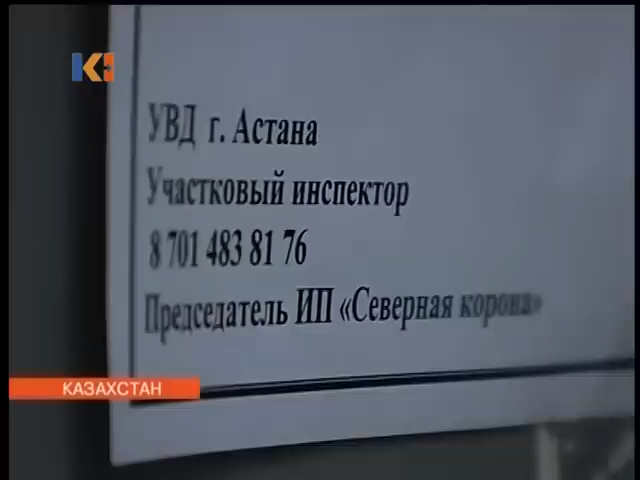 УВД г. Астана
Участковый инспектор
8 701 483 81 76
Председатель ИП «Северная корона»
КАЗАХСТАН